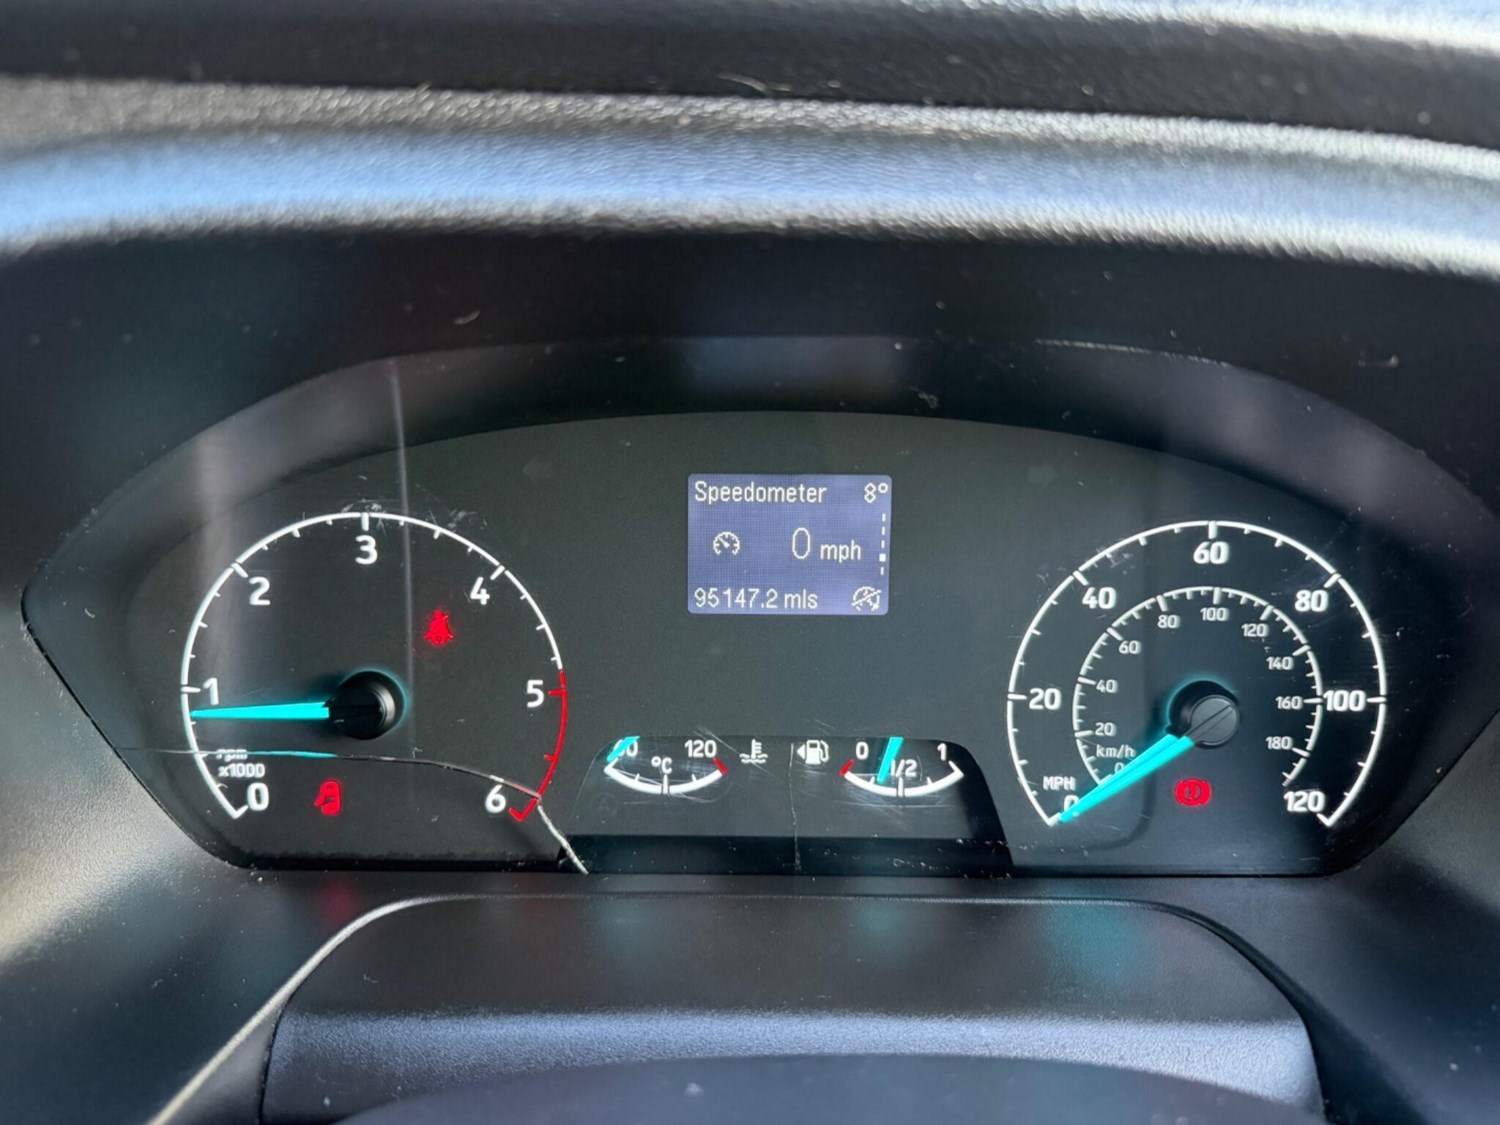 Speedometer 8°
0 mph
95147.2 mls
0 1 2 3 4 5 6
rpm
x1000
120
°C
0 1/2 1
0 20 40 60 80 100 120
MPH
20 40 60 80 100 120 140 160 180
km/h
0